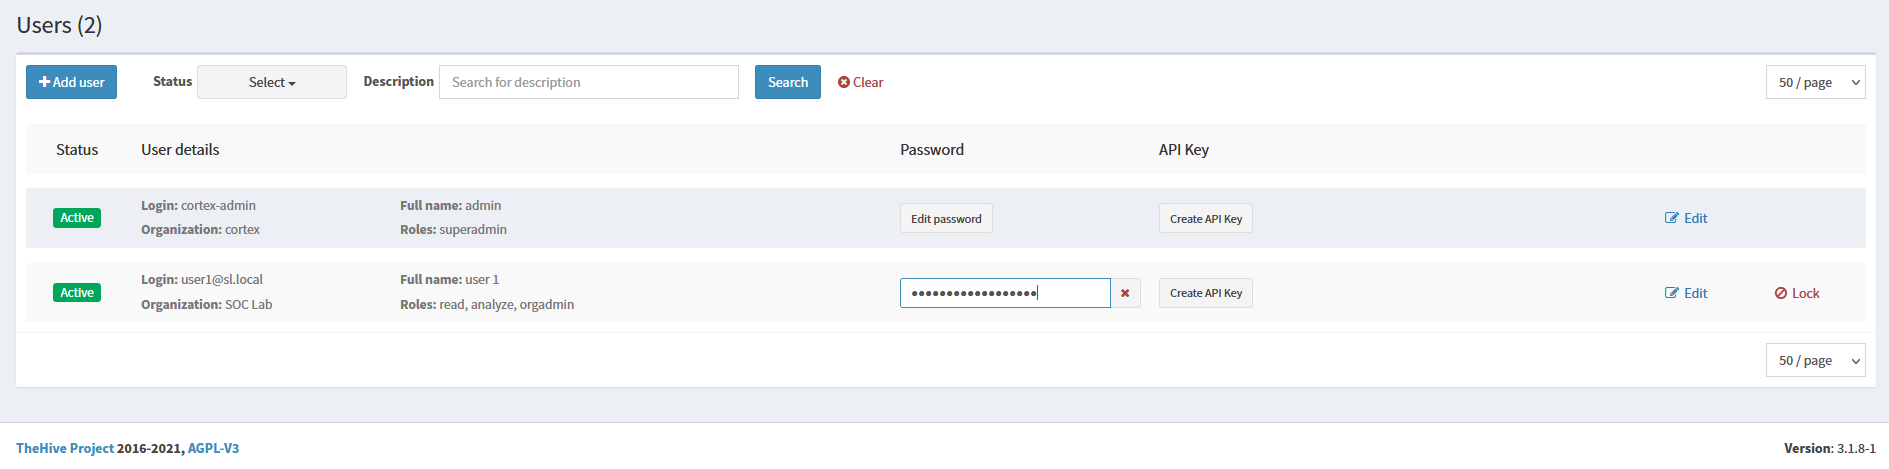 Users (2)
Add user Status Select Description Search for description Search Clear 50 / page
Status User details Password API Key
Active Login: cortex-admin Full name: admin Edit password Create API Key Edit
Organization: cortex Roles: superadmin
Active Login: user1@sl.local Full name: user 1 ●●●●●●●●●●●●●●●●●● Create API Key Edit Lock
Organization: SOC Lab Roles: read, analyze, orgadmin
50 / page
TheHive Project 2016-2021, AGPL-V3 Version: 3.1.8-1